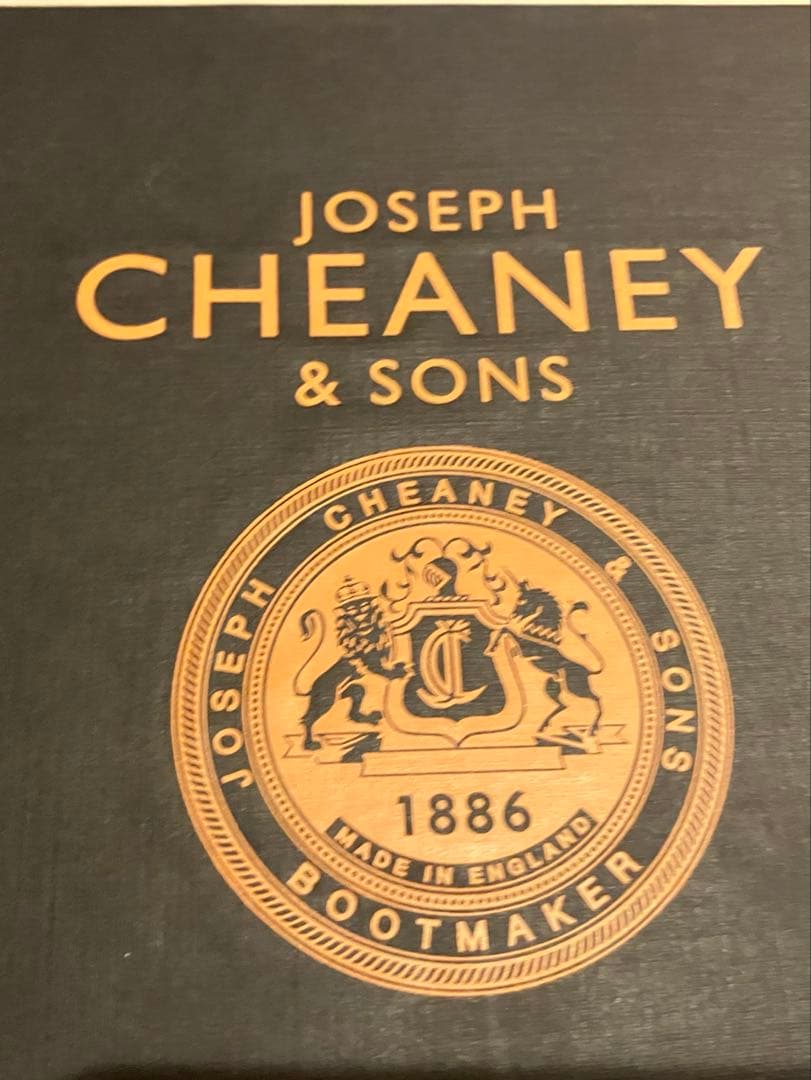 JOSEPH
CHEANEY
& SONS
JOSEPH CHEANEY & SONS
1886
MADE IN ENGLAND
BOOTMAKER